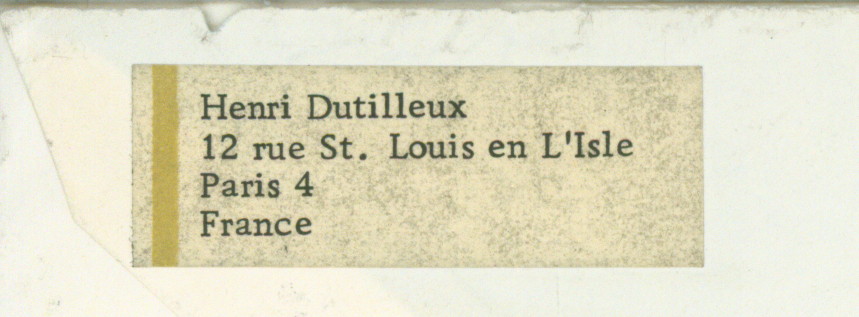 Henri Dutilleux
12 rue St. Louis en L'Isle
Paris 4
France